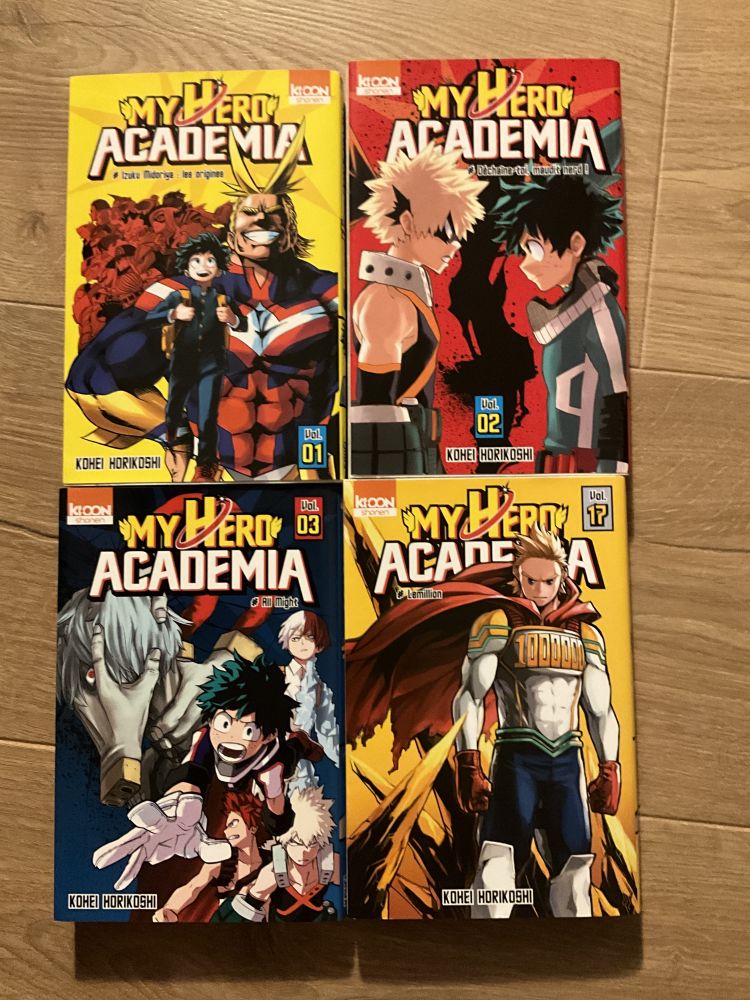 ki-oon
shonen
MY HERO
ACADEMIA
# Izuku Midoriya : les origines
Vol.
01
KOHEI HORIKOSHI
ki-oon
shonen
MY HERO
ACADEMIA
# Déchaîne-toi, maudit nerd !
Vol.
02
KOHEI HORIKOSHI
ki-oon
shonen
Vol.
03
MY HERO
ACADEMIA
# All Might
KOHEI HORIKOSHI
ki-oon
shonen
Vol.
17
MY HERO
ACADEMIA
# Lemillion
1000000
KOHEI HORIKOSHI